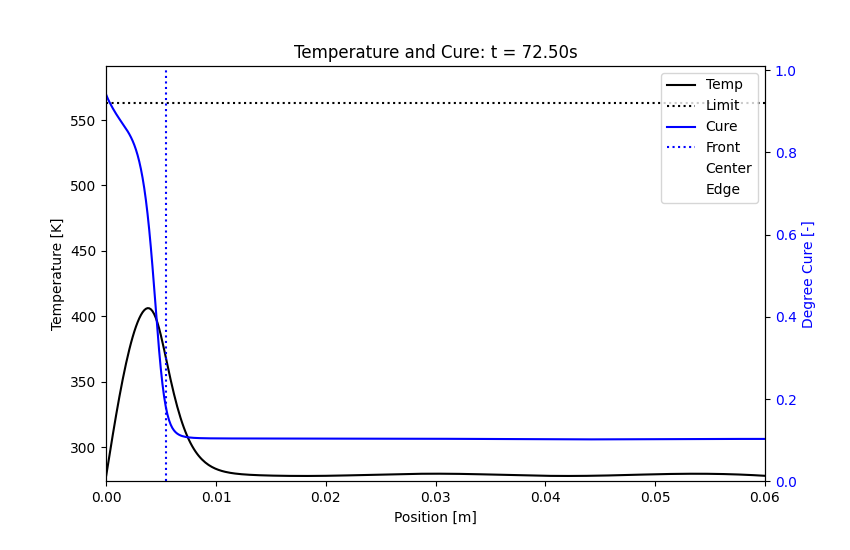 Temperature and Cure: t = 72.50s
Temp
Limit
Cure
Front
Center
Edge
Temperature [K]
550
500
450
400
350
300
1.0
0.8
0.6
0.4
0.2
0.0
Degree Cure [-]
0.00 0.01 0.02 0.03 0.04 0.05 0.06
Position [m]